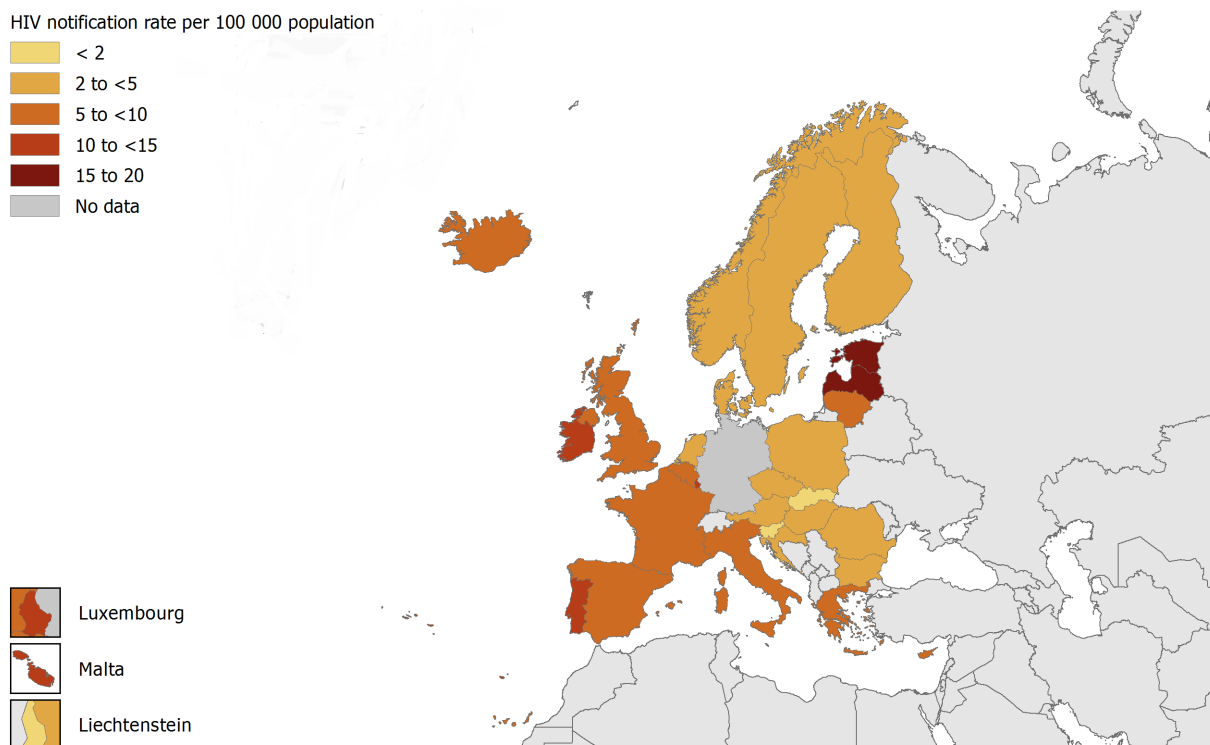 HIV notification rate per 100 000 population
< 2
2 to <5
5 to <10
10 to <15
15 to 20
No data
Luxembourg
Malta
Liechtenstein